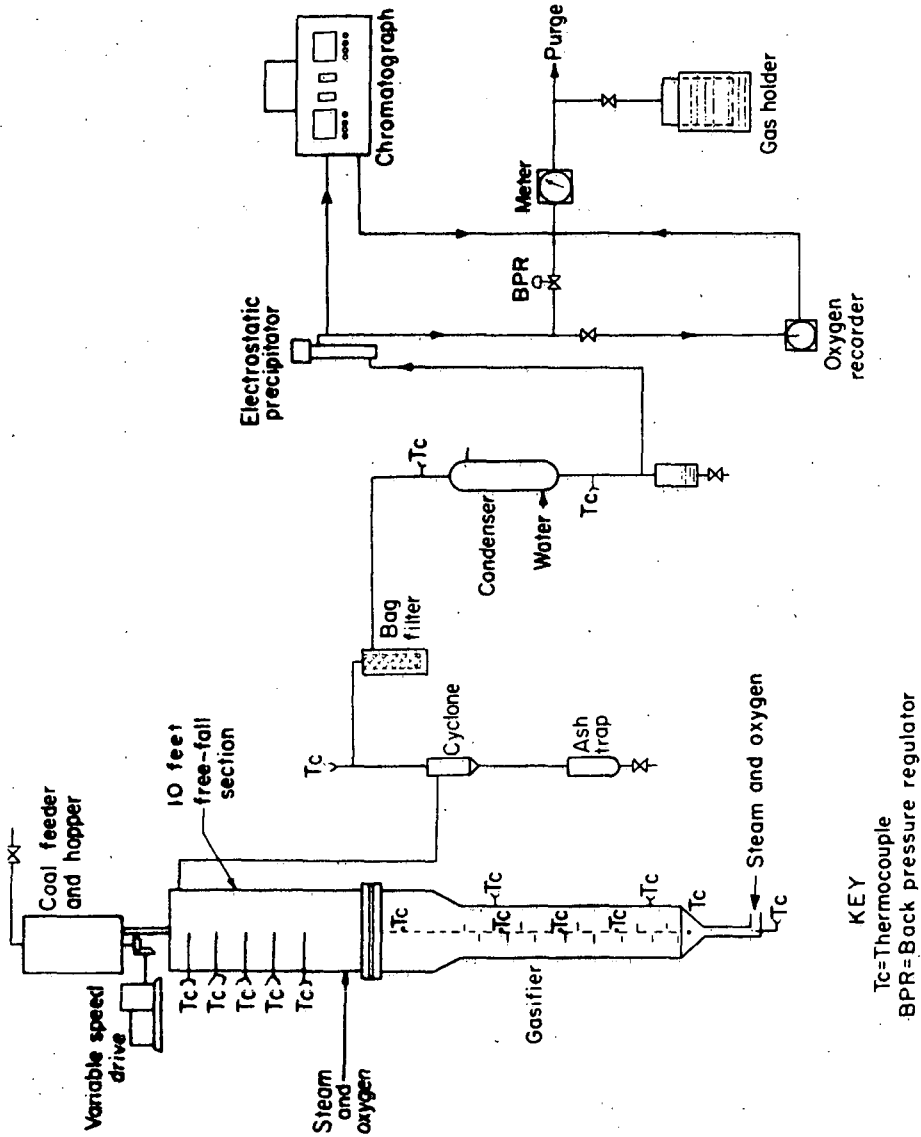 Chromatograph
Purge
Gas holder
Meter
BPR
Electrostatic
precipitator
Oxygen
recorder
Tc
Condenser
Water
Tc
Bag
filter
10 feet
free-fall
section
Tc
Cyclone
Ash
trap
Coal feeder
and hopper
Variable speed
drive
Tc
Tc
Tc
Tc
Tc
Steam
and
oxygen
Gasifier
Tc
Tc
Tc
Tc
Tc
Tc
Tc
Steam and oxygen
Tc
KEY
Tc=Thermocouple
BPR=Back pressure regulator